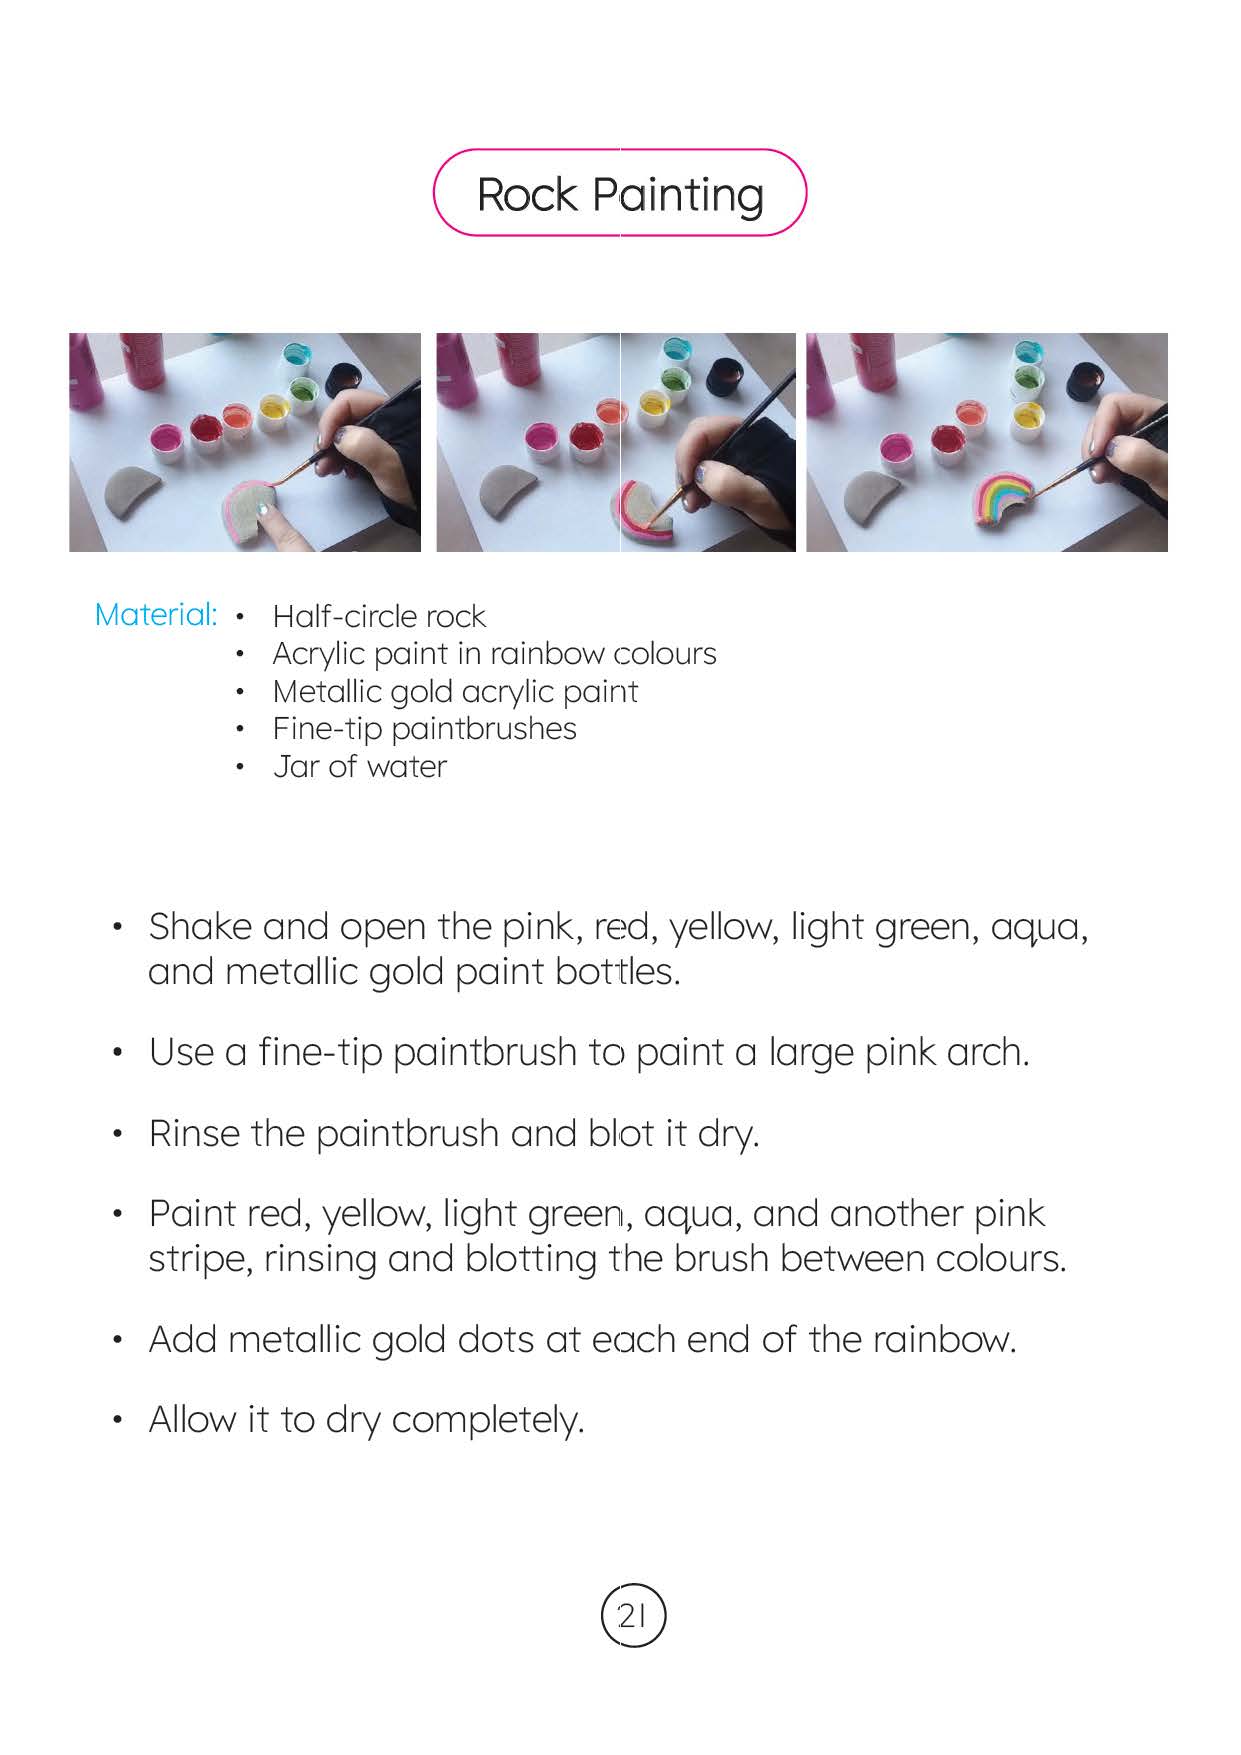 Rock Painting
Material:
• Half-circle rock
• Acrylic paint in rainbow colours
• Metallic gold acrylic paint
• Fine-tip paintbrushes
• Jar of water
• Shake and open the pink, red, yellow, light green, aqua,
and metallic gold paint bottles.
• Use a fine-tip paintbrush to paint a large pink arch.
• Rinse the paintbrush and blot it dry.
• Paint red, yellow, light green, aqua, and another pink
stripe, rinsing and blotting the brush between colours.
• Add metallic gold dots at each end of the rainbow.
• Allow it to dry completely.
21